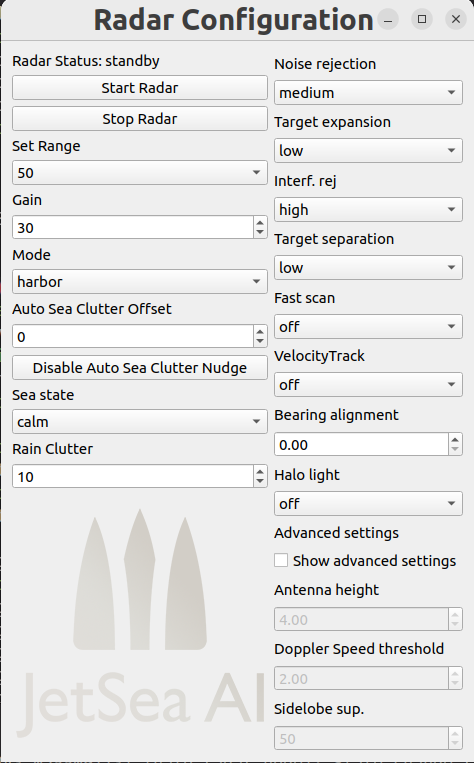 Radar Configuration
Radar Status: standby
Start Radar
Stop Radar
Set Range
50
Gain
30
Mode
harbor
Auto Sea Clutter Offset
0
Disable Auto Sea Clutter Nudge
Sea state
calm
Rain Clutter
10
JetSea AI
Noise rejection
medium
Target expansion
low
Interf. rej
high
Target separation
low
Fast scan
off
VelocityTrack
off
Bearing alignment
0.00
Halo light
off
Advanced settings
Show advanced settings
Antenna height
4.00
Doppler Speed threshold
2.00
Sidelobe sup.
50